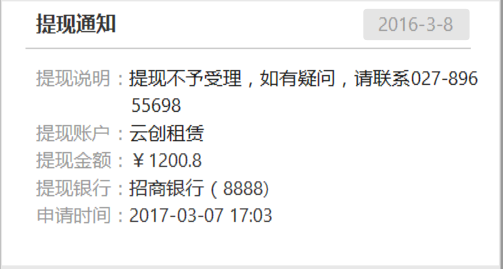 提现通知 2016-3-8
提现说明：提现不予受理，如有疑问，请联系027-896
55698
提现账户：云创租赁
提现金额：￥1200.8
提现银行：招商银行（8888)
申请时间：2017-03-07 17:03